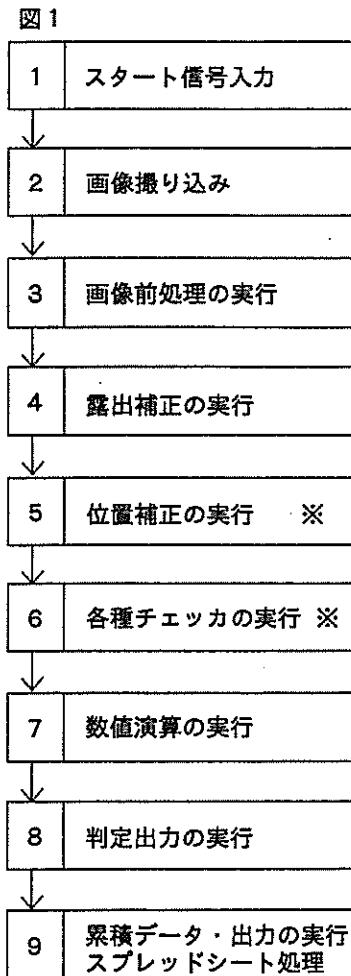 図1
1 スタート信号入力
2 画像撮り込み
3 画像前処理の実行
4 露出補正の実行
5 位置補正の実行 ※
6 各種チェッカの実行 ※
7 数値演算の実行
8 判定出力の実行
9 累積データ・出力の実行
スプレッドシート処理